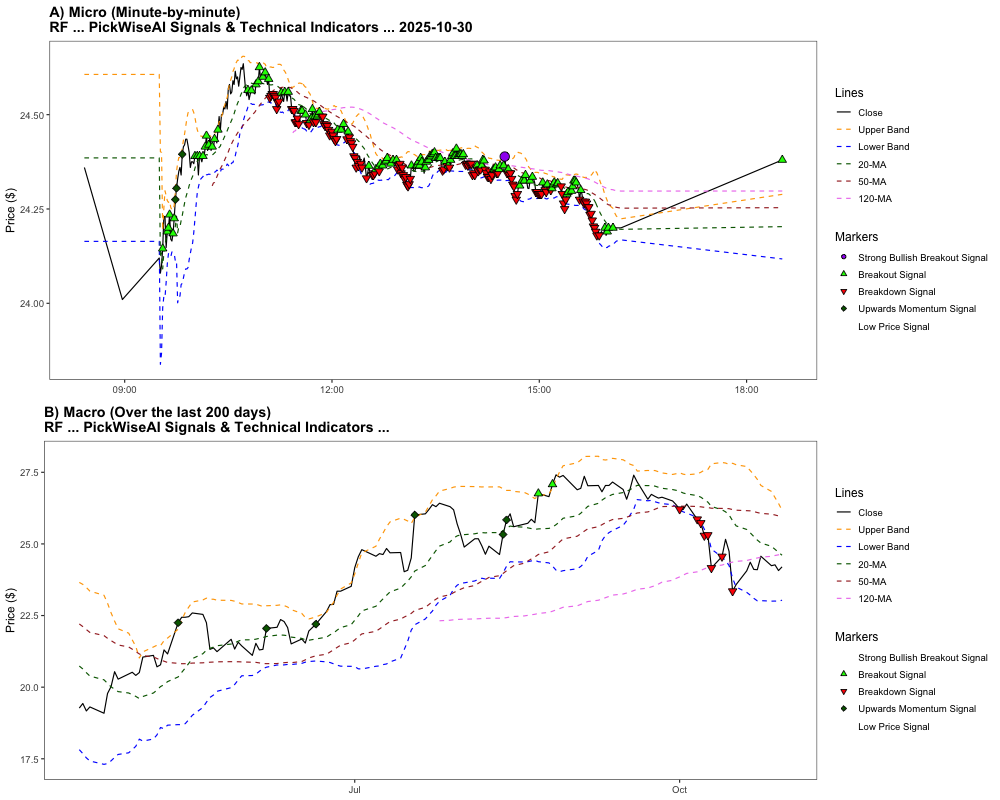 A) Micro (Minute-by-minute)
RF ... PickWiseAI Signals & Technical Indicators ... 2025-10-30
Price ($)
24.50
24.25
24.00
09:00
12:00
15:00
18:00
Lines
Close
Upper Band
Lower Band
20-MA
50-MA
120-MA
Markers
Strong Bullish Breakout Signal
Breakout Signal
Breakdown Signal
Upwards Momentum Signal
Low Price Signal
B) Macro (Over the last 200 days)
RF ... PickWiseAI Signals & Technical Indicators ...
Price ($)
27.5
25.0
22.5
20.0
17.5
Jul
Oct
Lines
Close
Upper Band
Lower Band
20-MA
50-MA
120-MA
Markers
Strong Bullish Breakout Signal
Breakout Signal
Breakdown Signal
Upwards Momentum Signal
Low Price Signal